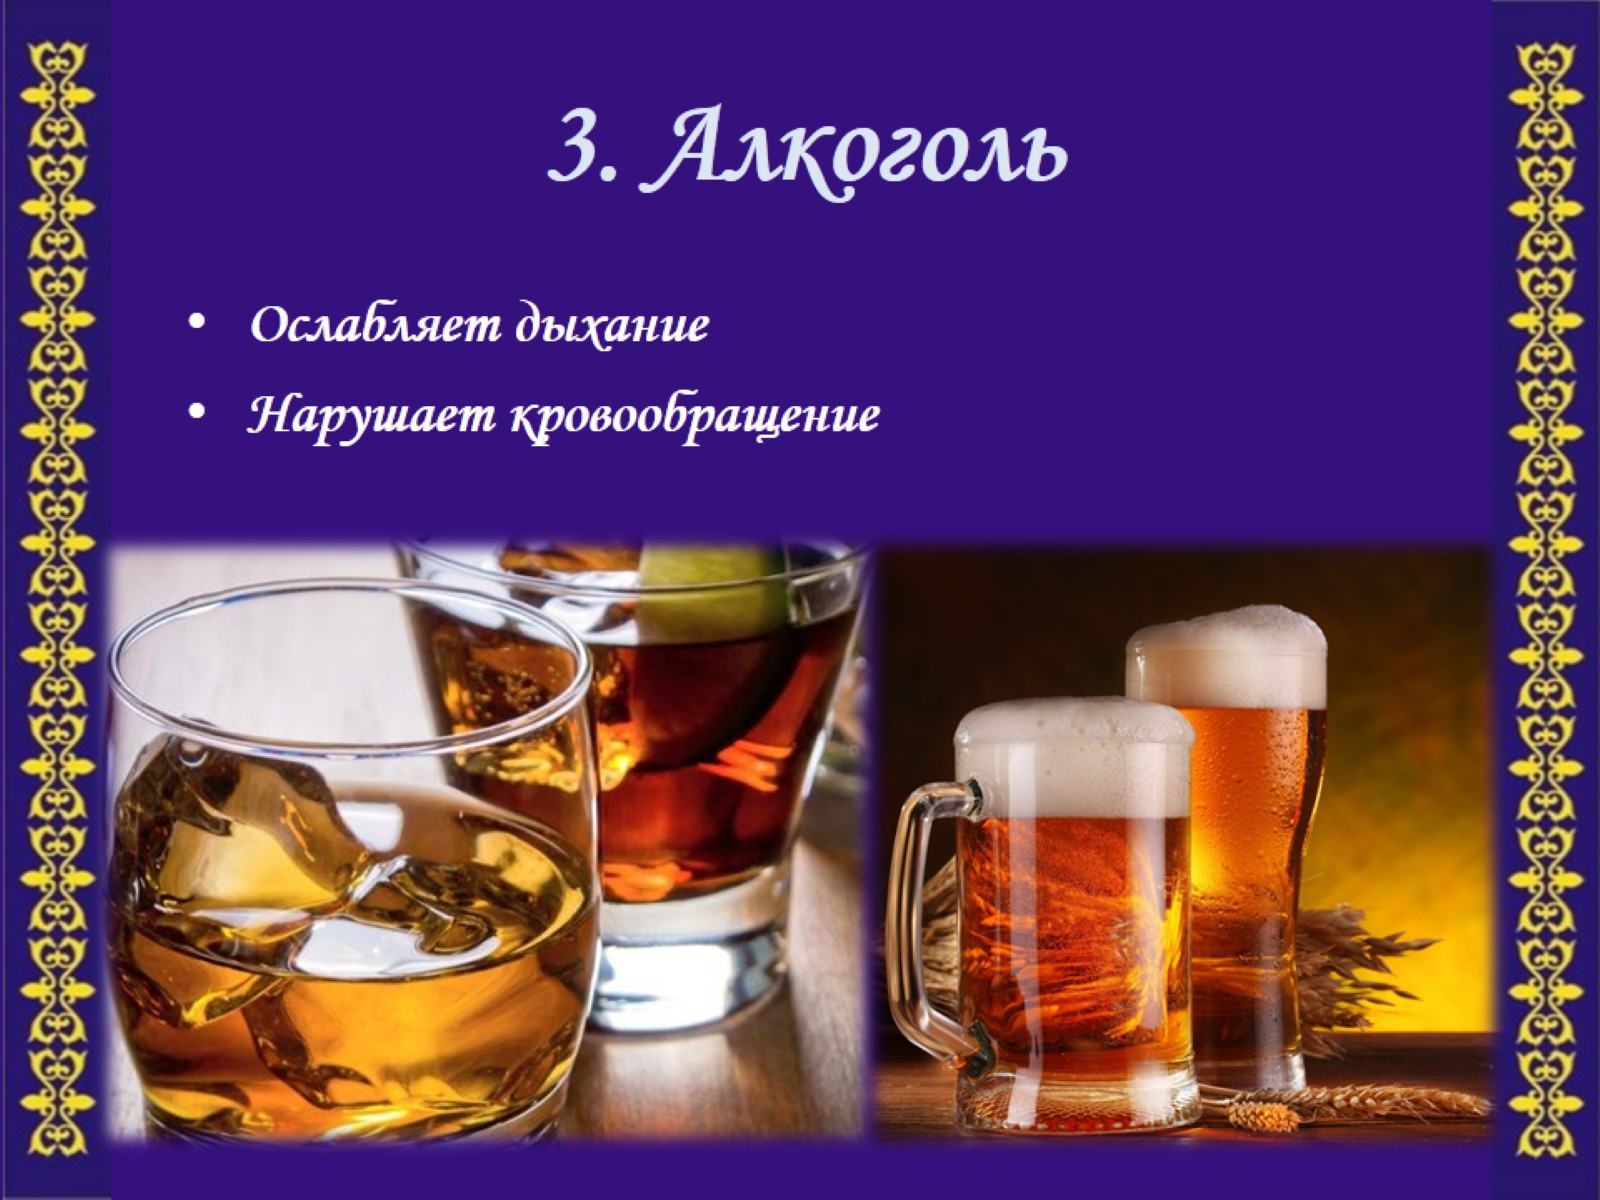 3. Алкоголь
• Ослабляет дыхание
• Нарушает кровообращение